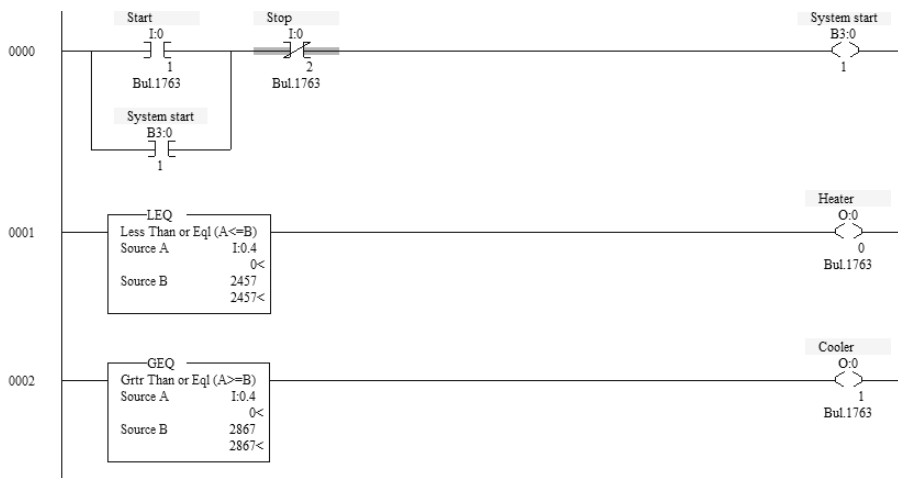 Start
I:0
1
Bul.1763
Stop
I:0
2
Bul.1763
System start
B3:0
1
0000
System start
B3:0
1
0001
LEQ
Less Than or Eql (A<=B)
Source A I:0.4
0<
Source B 2457
2457<
Heater
O:0
0
Bul.1763
0002
GEQ
Grtr Than or Eql (A>=B)
Source A I:0.4
0<
Source B 2867
2867<
Cooler
O:0
1
Bul.1763